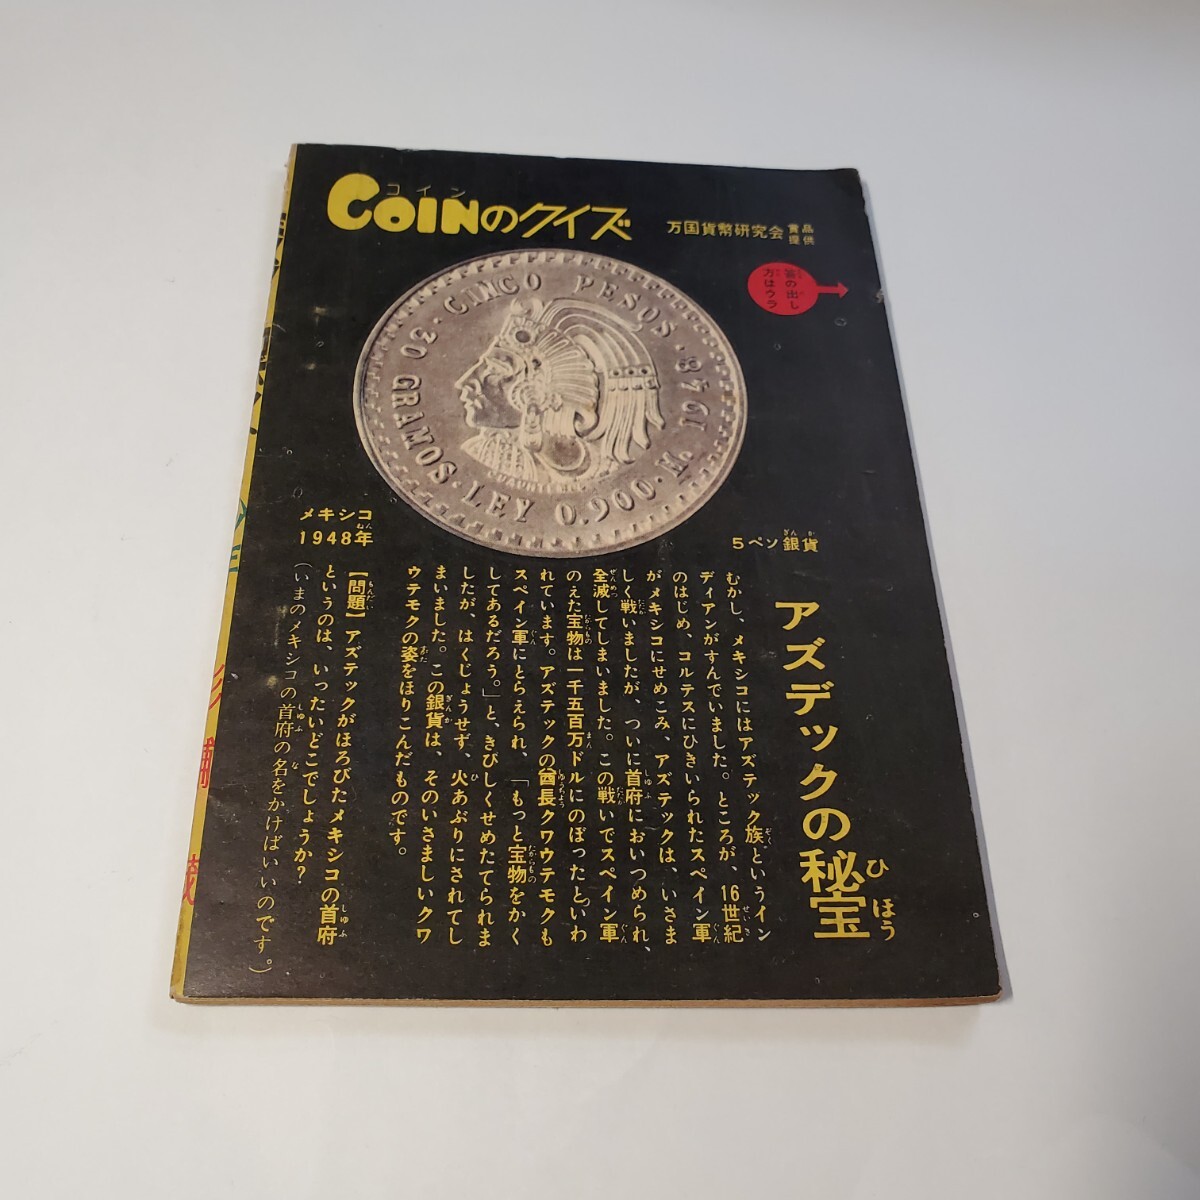 コイン
COINのクイズ
万国貨幣研究会 賞品提供
答の出し
方はウラ
CINCO PESOS · 1948 · M.
30 GRAMOS · LEY 0.900
メキシコ
1948年
5ペソ銀貨
アズデックの秘宝
むかし、メキシコにはアズテック族というイン
ディアンがすんでいました。ところが、16世紀
のはじめ、コルテスにひきいられたスペイン軍
がメキシコにせめこみ、アズテックは、いさま
しく戦いましたが、ついに首府においつめられ、
全滅してしまいました。この戦いでスペイン軍
のえた宝物は一千五百万ドルにのぼったといわ
れています。アズテックの酋長クワウテモクも
スペイン軍にとらえられ、「もっと宝物をかく
してあるだろう。」と、きびしくせめたてられま
したが、はくじょうせず、火あぶりにされてし
まいました。この銀貨は、そのいさましいクワ
ウテモクの姿をほりこんだものです。
【問題】アズテックがほろびたメキシコの首府
というのは、いったいどこでしょうか?
(いまのメキシコの首府の名をかけばいいのです。)